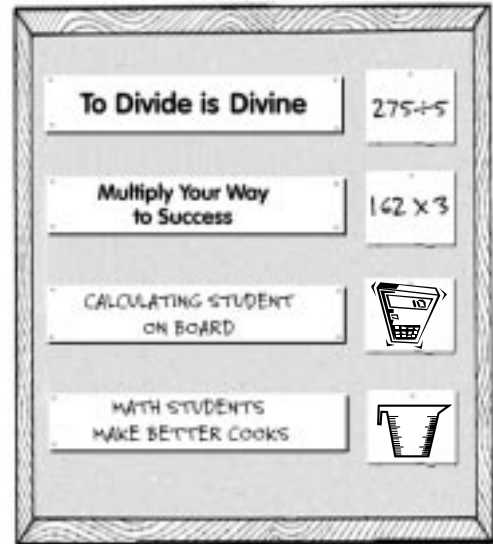 To Divide is Divine
275÷5
Multiply Your Way
to Success
162 x 3
CALCULATING STUDENT
ON BOARD
10
MATH STUDENTS
MAKE BETTER COOKS